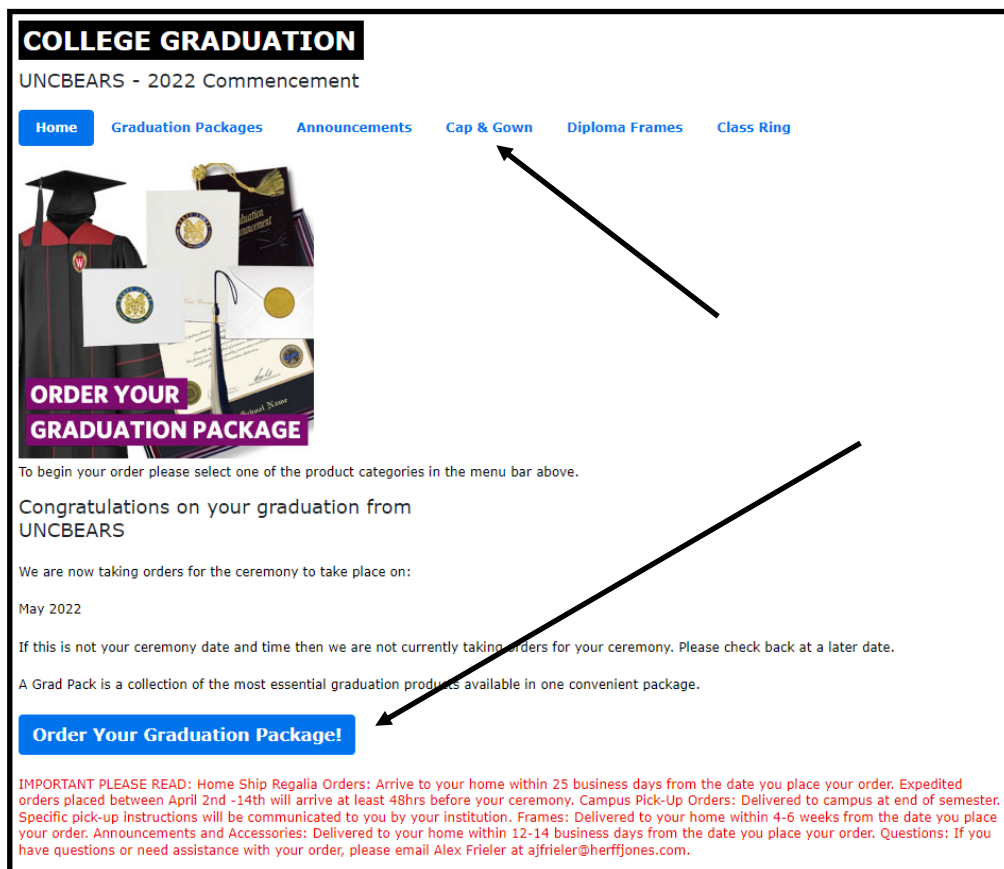 COLLEGE GRADUATION
UNCBEARS - 2022 Commencement
Home Graduation Packages Announcements Cap & Gown Diploma Frames Class Ring
Graduation
Announcement
W
School Name
ORDER YOUR
GRADUATION PACKAGE
To begin your order please select one of the product categories in the menu bar above.
Congratulations on your graduation from
UNCBEARS
We are now taking orders for the ceremony to take place on:
May 2022
If this is not your ceremony date and time then we are not currently taking orders for your ceremony. Please check back at a later date.
A Grad Pack is a collection of the most essential graduation products available in one convenient package.
Order Your Graduation Package!
IMPORTANT PLEASE READ: Home Ship Regalia Orders: Arrive to your home within 25 business days from the date you place your order. Expedited
orders placed between April 2nd -14th will arrive at least 48hrs before your ceremony. Campus Pick-Up Orders: Delivered to campus at end of semester.
Specific pick-up instructions will be communicated to you by your institution. Frames: Delivered to your home within 4-6 weeks from the date you place
your order. Announcements and Accessories: Delivered to your home within 12-14 business days from the date you place your order. Questions: If you
have questions or need assistance with your order, please email Alex Frieler at ajfrieler@herffjones.com.